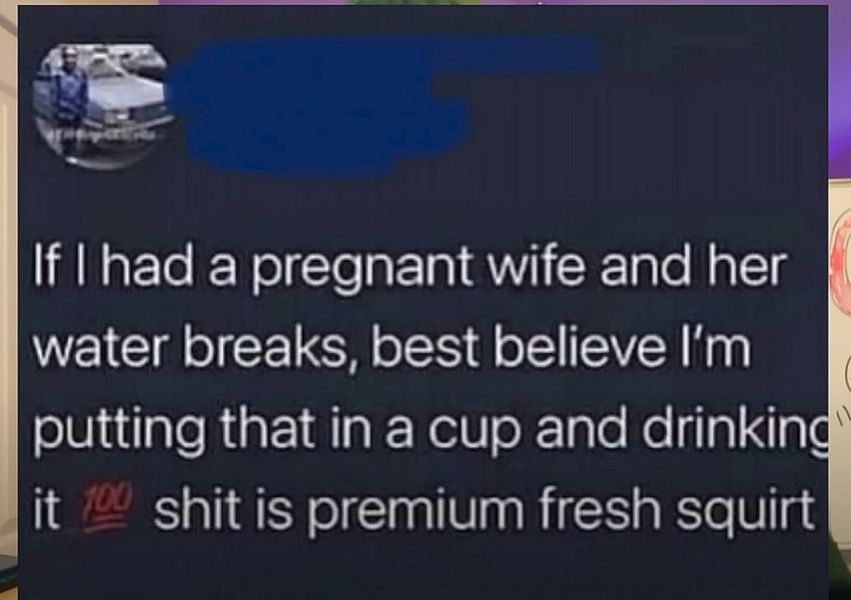 If I had a pregnant wife and her
water breaks, best believe I'm
putting that in a cup and drinking
it 💯 shit is premium fresh squirt